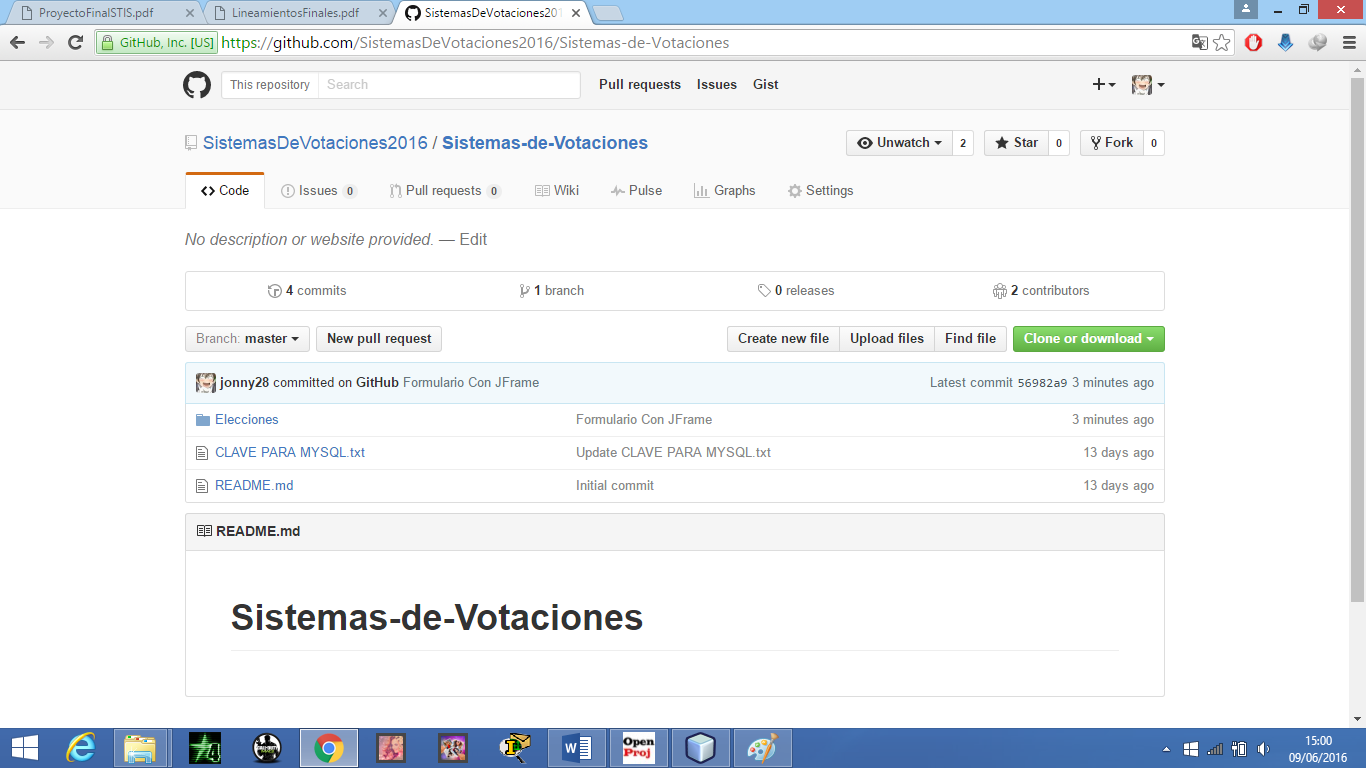 ProyectoFinalSTIS.pdf LineamientosFinales.pdf SistemasDeVotaciones201
GitHub, Inc. [US] https://github.com/SistemasDeVotaciones2016/Sistemas-de-Votaciones
This repository Search Pull requests Issues Gist
SistemasDeVotaciones2016 / Sistemas-de-Votaciones Unwatch 2 Star 0 Fork 0
Code Issues 0 Pull requests 0 Wiki Pulse Graphs Settings
No description or website provided. — Edit
4 commits 1 branch 0 releases 2 contributors
Branch: master New pull request Create new file Upload files Find file Clone or download
jonny28 committed on GitHub Formulario Con JFrame Latest commit 56982a9 3 minutes ago
Elecciones Formulario Con JFrame 3 minutes ago
CLAVE PARA MYSQL.txt Update CLAVE PARA MYSQL.txt 13 days ago
README.md Initial commit 13 days ago
README.md
Sistemas-de-Votaciones
Open
Proj
15:00
09/06/2016